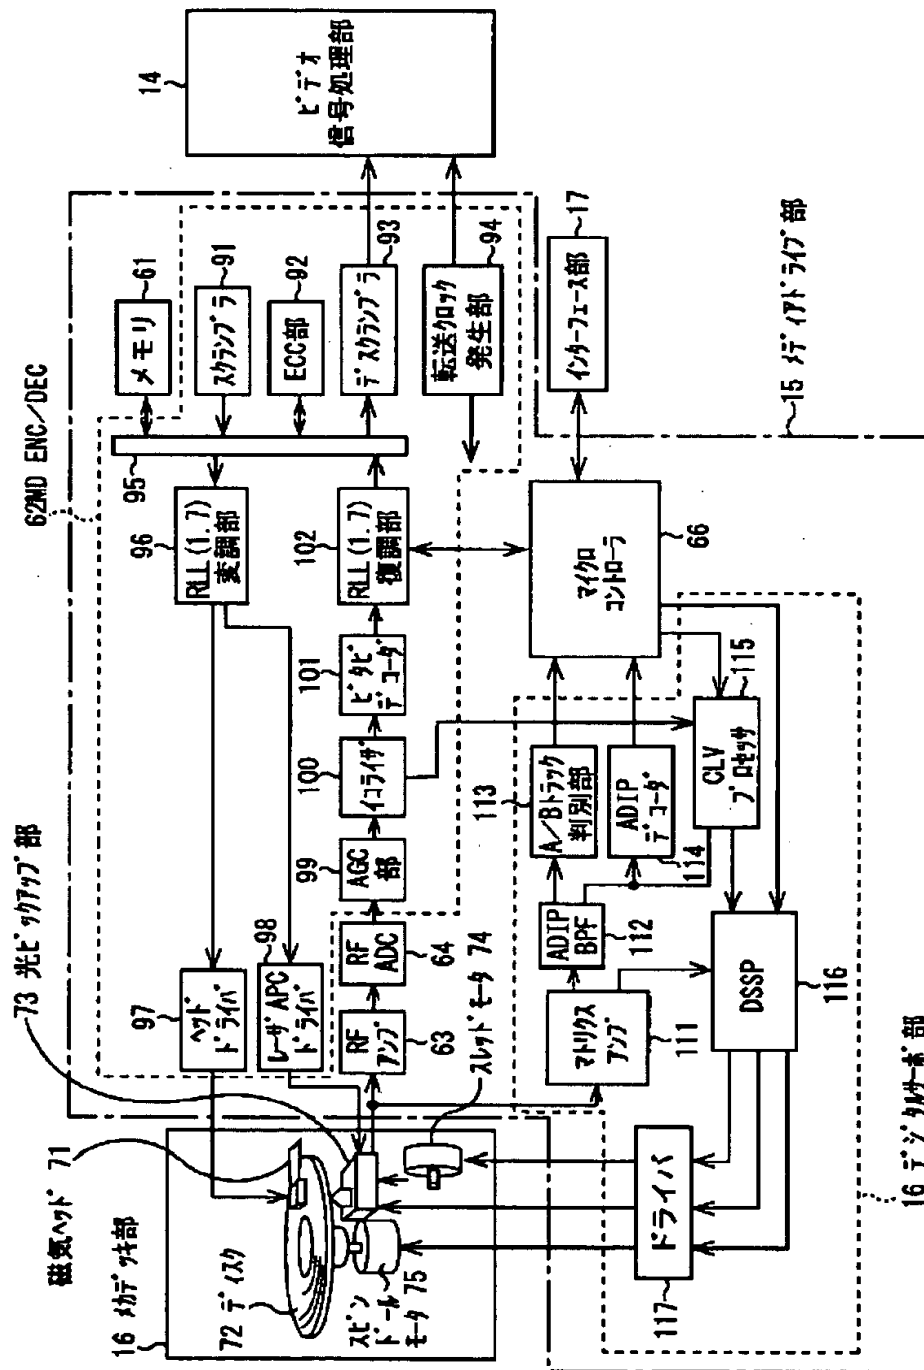 14
ビデオ
信号処理部
62MD ENC/DEC
メモリ
61
スクランブラ
91
ECC部
92
デスクランブラ
93
転送クロック
発生部
94
95
96
RLL(1.7)
変調部
102
RLL(1.7)
復調部
101
ビタビ
デコーダ
100
イコライザ
99
AGC
部
RF
ADC
64
RF
アンプ
63
97
ヘッド
ドライバ
98
レーザAPC
ドライバ
73 光ピックアップ部
スレッドモータ 74
磁気ヘッド 71
16 メカデッキ部
72 ディスク
スピン
ドール
モータ 75
インターフェース部
17
15 メディアドライブ部
マイクロ
コントローラ
66
113
A/Bトラック
判別部
ADIP
デコーダ
114
CLV
プロセッサ
115
ADIP
BPF
112
マトリクス
アンプ
111
DSSP
116
ドライバ
117
16 デジタルサーボ部